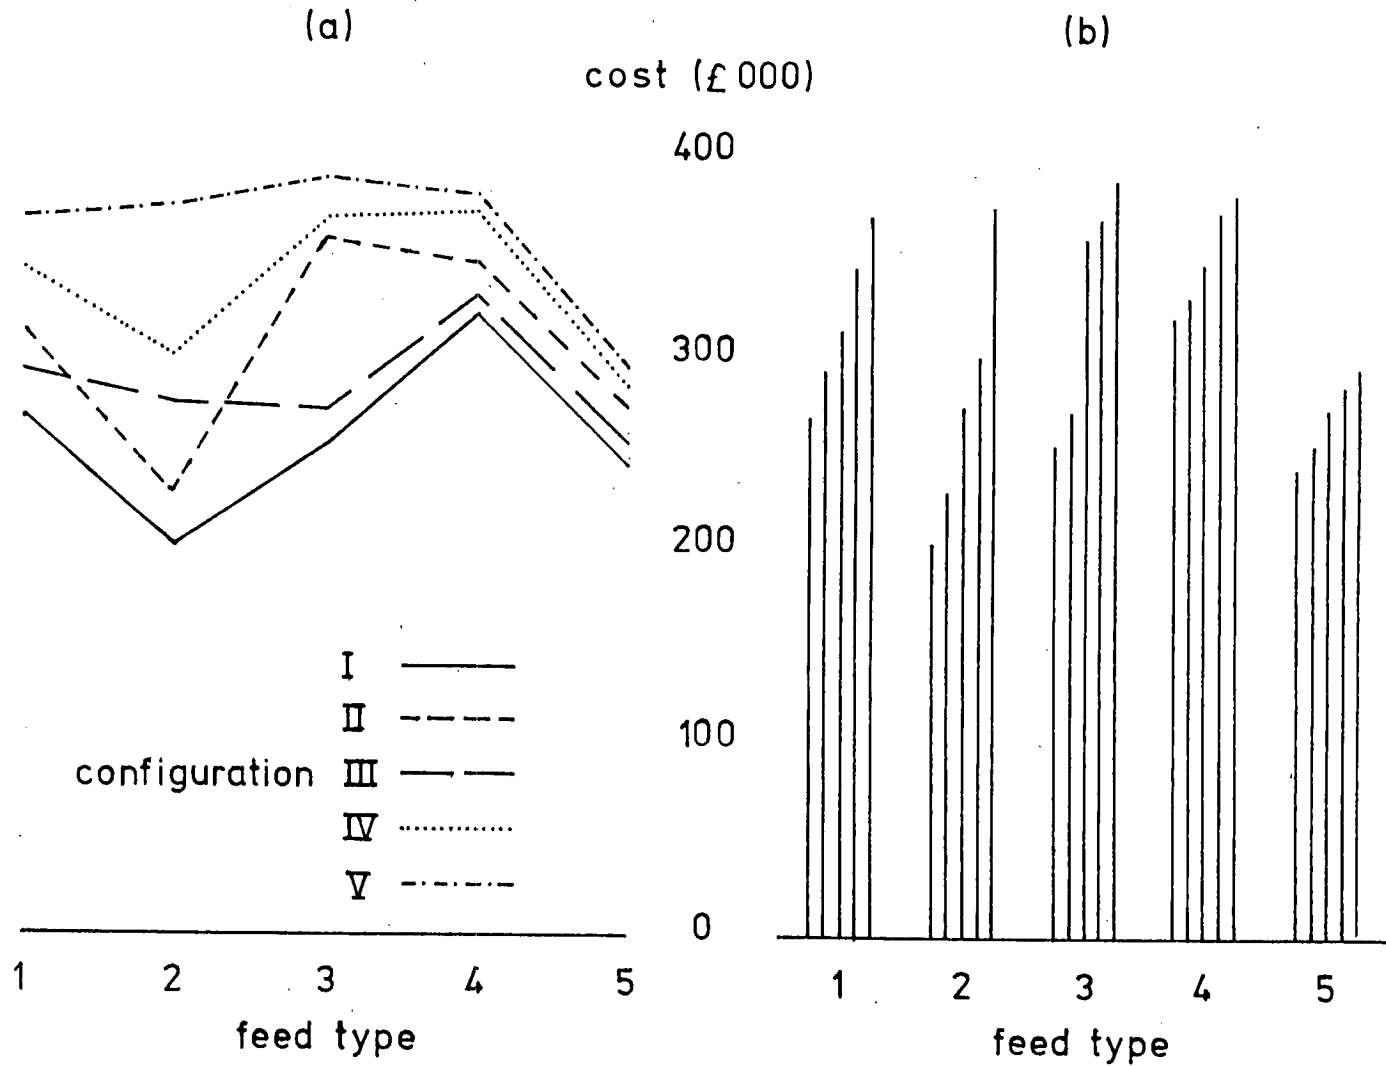 (a)
(b)
cost (£ 000)
400
300
200
100
0
I
II
configuration III
IV
V
1 2 3 4 5
feed type
1 2 3 4 5
feed type